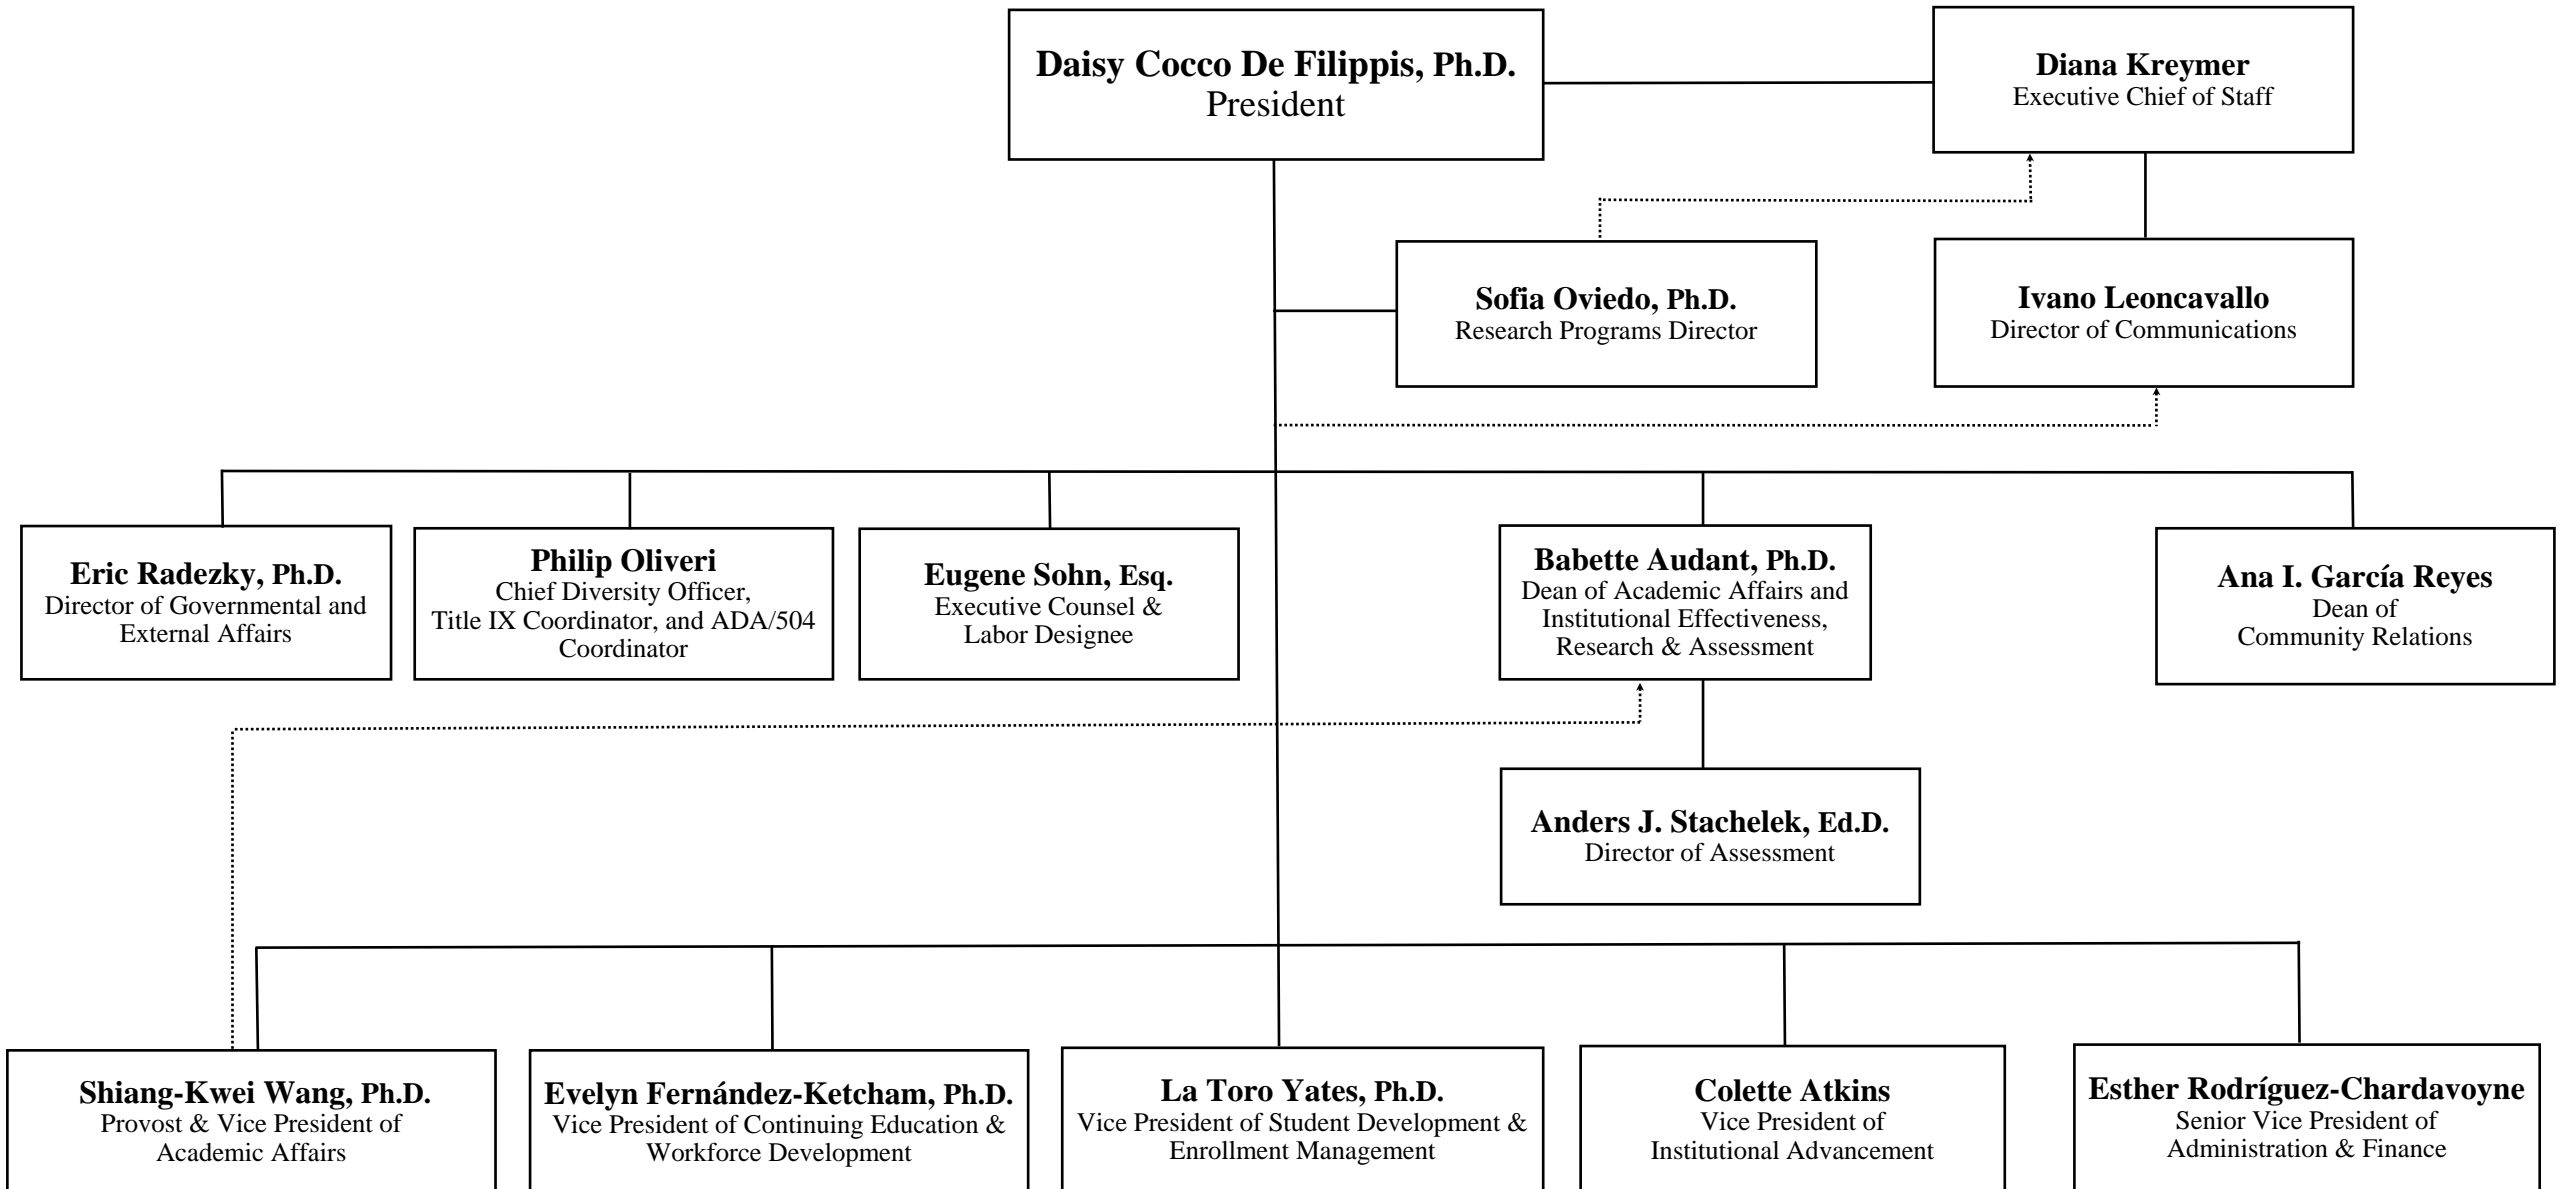 Daisy Cocco De Filippis, Ph.D.
President
Diana Kreymer
Executive Chief of Staff
Sofia Oviedo, Ph.D.
Research Programs Director
Ivano Leoncavallo
Director of Communications
Eric Radezky, Ph.D.
Director of Governmental and
External Affairs
Philip Oliveri
Chief Diversity Officer,
Title IX Coordinator, and ADA/504
Coordinator
Eugene Sohn, Esq.
Executive Counsel &
Labor Designee
Babette Audant, Ph.D.
Dean of Academic Affairs and
Institutional Effectiveness,
Research & Assessment
Ana I. García Reyes
Dean of
Community Relations
Anders J. Stachelek, Ed.D.
Director of Assessment
Shiang-Kwei Wang, Ph.D.
Provost & Vice President of
Academic Affairs
Evelyn Fernández-Ketcham, Ph.D.
Vice President of Continuing Education &
Workforce Development
La Toro Yates, Ph.D.
Vice President of Student Development &
Enrollment Management
Colette Atkins
Vice President of
Institutional Advancement
Esther Rodríguez-Chardavoyne
Senior Vice President of
Administration & Finance